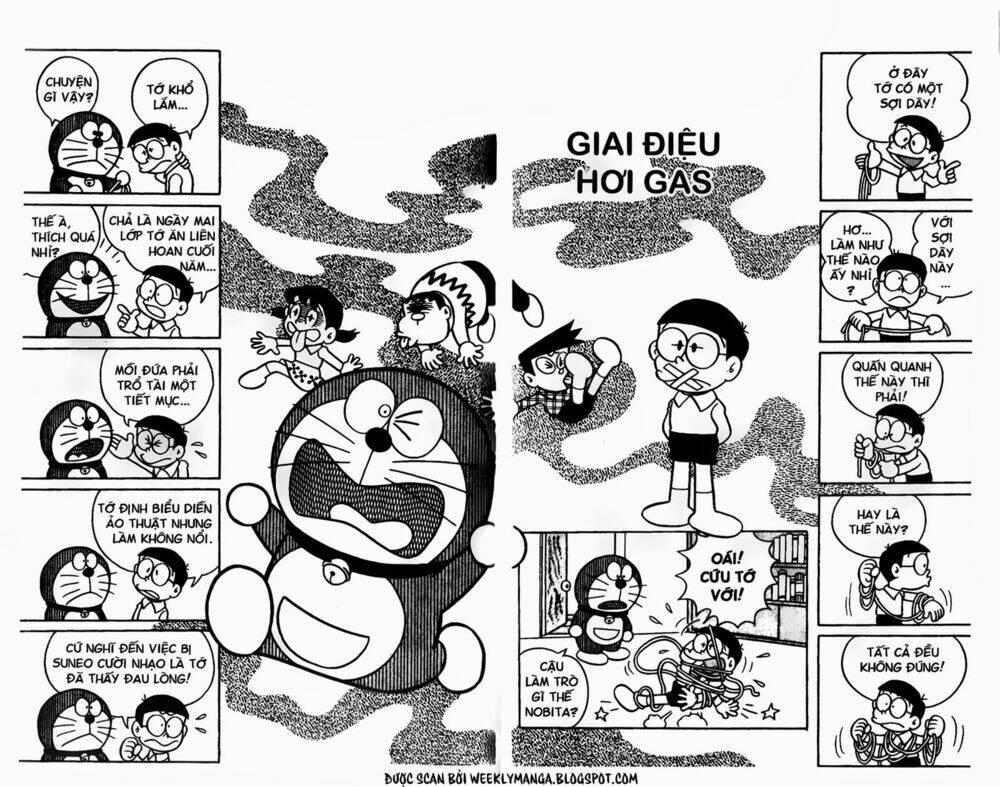 GIAI ĐIỆU
HƠI GAS
Ở ĐÂY
TỚ CÓ MỘT
SỢI DÂY!
VỚI
SỢI
DÂY
NÀY
...
HƠ...
LÀM NHƯ
THẾ NÀO
ẤY NHỈ
?
QUẤN QUANH
THẾ NÀY THÌ
PHẢI!
HAY LÀ
THẾ NÀY?
TẤT CẢ ĐỀU
KHÔNG ĐÚNG!
OÁI!
CỨU TỚ
VỚI!
CẬU
LÀM TRÒ
GÌ THẾ
NOBITA?
TỚ KHỔ
LẮM...
CHUYỆN
GÌ VẬY?
CHẢ LÀ NGÀY MAI
LỚP TỚ ĂN LIÊN
HOAN CUỐI
NĂM...
THẾ À,
THÍCH QUÁ
NHỈ?
MỖI ĐỨA PHẢI
TRỔ TÀI MỘT
TIẾT MỤC...
TỚ ĐỊNH BIỂU DIỄN
ẢO THUẬT NHƯNG
LÀM KHÔNG NỔI.
CỨ NGHĨ ĐẾN VIỆC BỊ
SUNEO CƯỜI NHẠO LÀ TỚ
ĐÃ THẤY ĐAU LÒNG!
ĐƯỢC SCAN BỞI WEEKLYMANGA.BLOGSPOT.COM